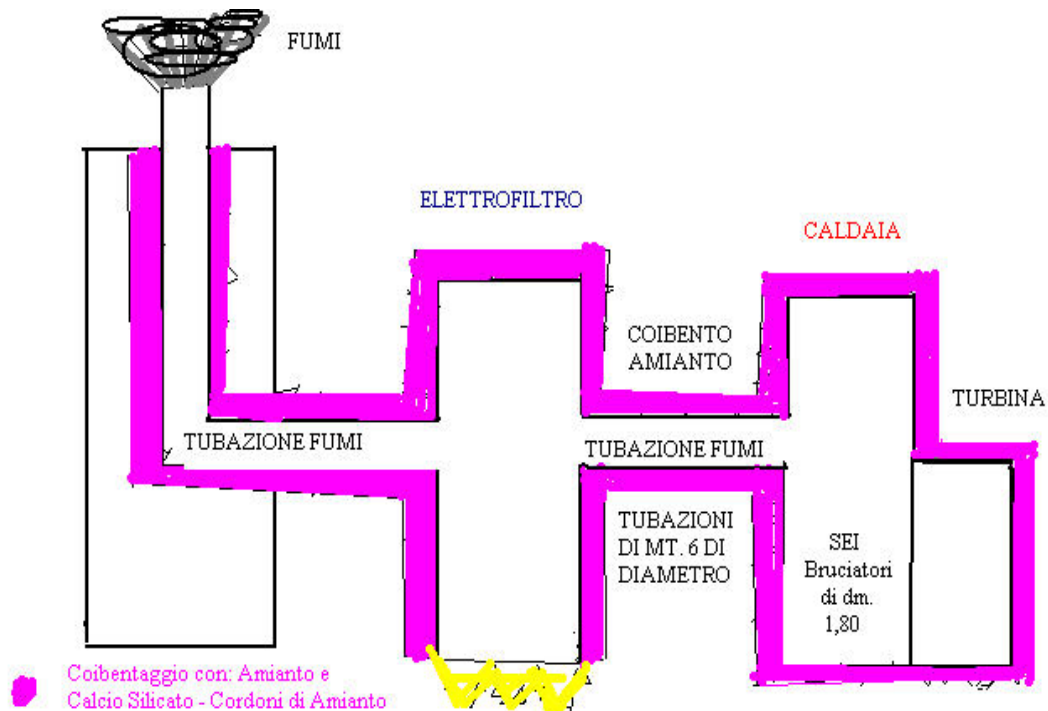 FUMI
ELETTROFILTRO
CALDAIA
COIBENTO
AMIANTO
TURBINA
TUBAZIONE FUMI
TUBAZIONE FUMI
TUBAZIONI
DI MT. 6 DI
DIAMETRO
SEI
Bruciatori
di dm.
1,80
Coibentaggio con: Amianto e
Calcio Silicato - Cordoni di Amianto